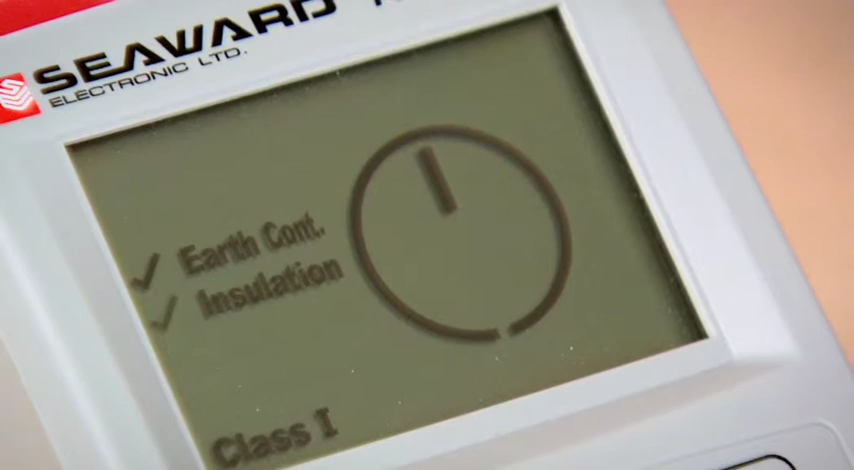 SEAWARD
ELECTRONIC LTD.
Earth Cont.
Insulation
Class I